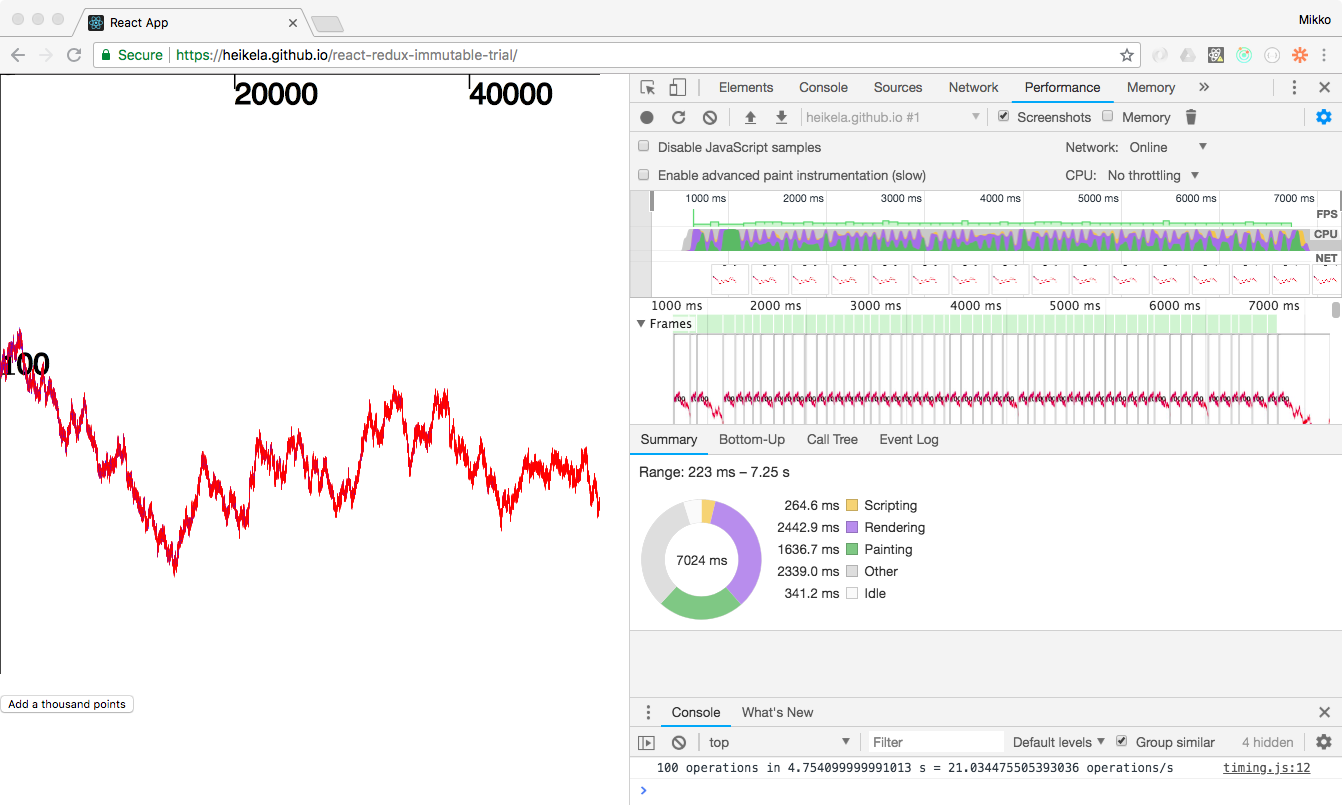 React App
Mikko
Secure https://heikela.github.io/react-redux-immutable-trial/
20000 40000
100
Add a thousand points
Elements Console Sources Network Performance Memory »
heikela.github.io #1 Screenshots Memory
Disable JavaScript samples Network: Online
Enable advanced paint instrumentation (slow) CPU: No throttling
1000 ms 2000 ms 3000 ms 4000 ms 5000 ms 6000 ms 7000 ms
FPS
CPU
NET
1000 ms 2000 ms 3000 ms 4000 ms 5000 ms 6000 ms 7000 ms
Frames
Summary Bottom-Up Call Tree Event Log
Range: 223 ms – 7.25 s
7024 ms
264.6 ms Scripting
2442.9 ms Rendering
1636.7 ms Painting
2339.0 ms Other
341.2 ms Idle
Console What's New
top Filter Default levels Group similar 4 hidden
100 operations in 4.754099999991013 s = 21.034475505393036 operations/s timing.js:12